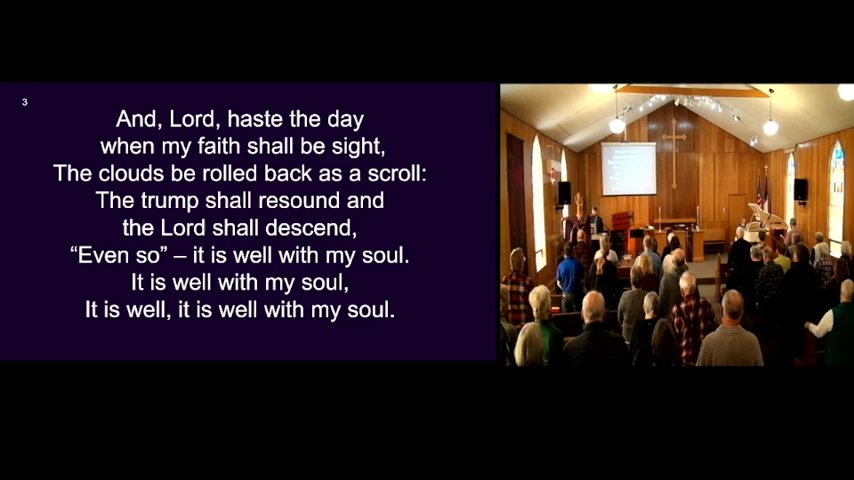 3
And, Lord, haste the day
when my faith shall be sight,
The clouds be rolled back as a scroll:
The trump shall resound and
the Lord shall descend,
“Even so” – it is well with my soul.
It is well with my soul,
It is well, it is well with my soul.